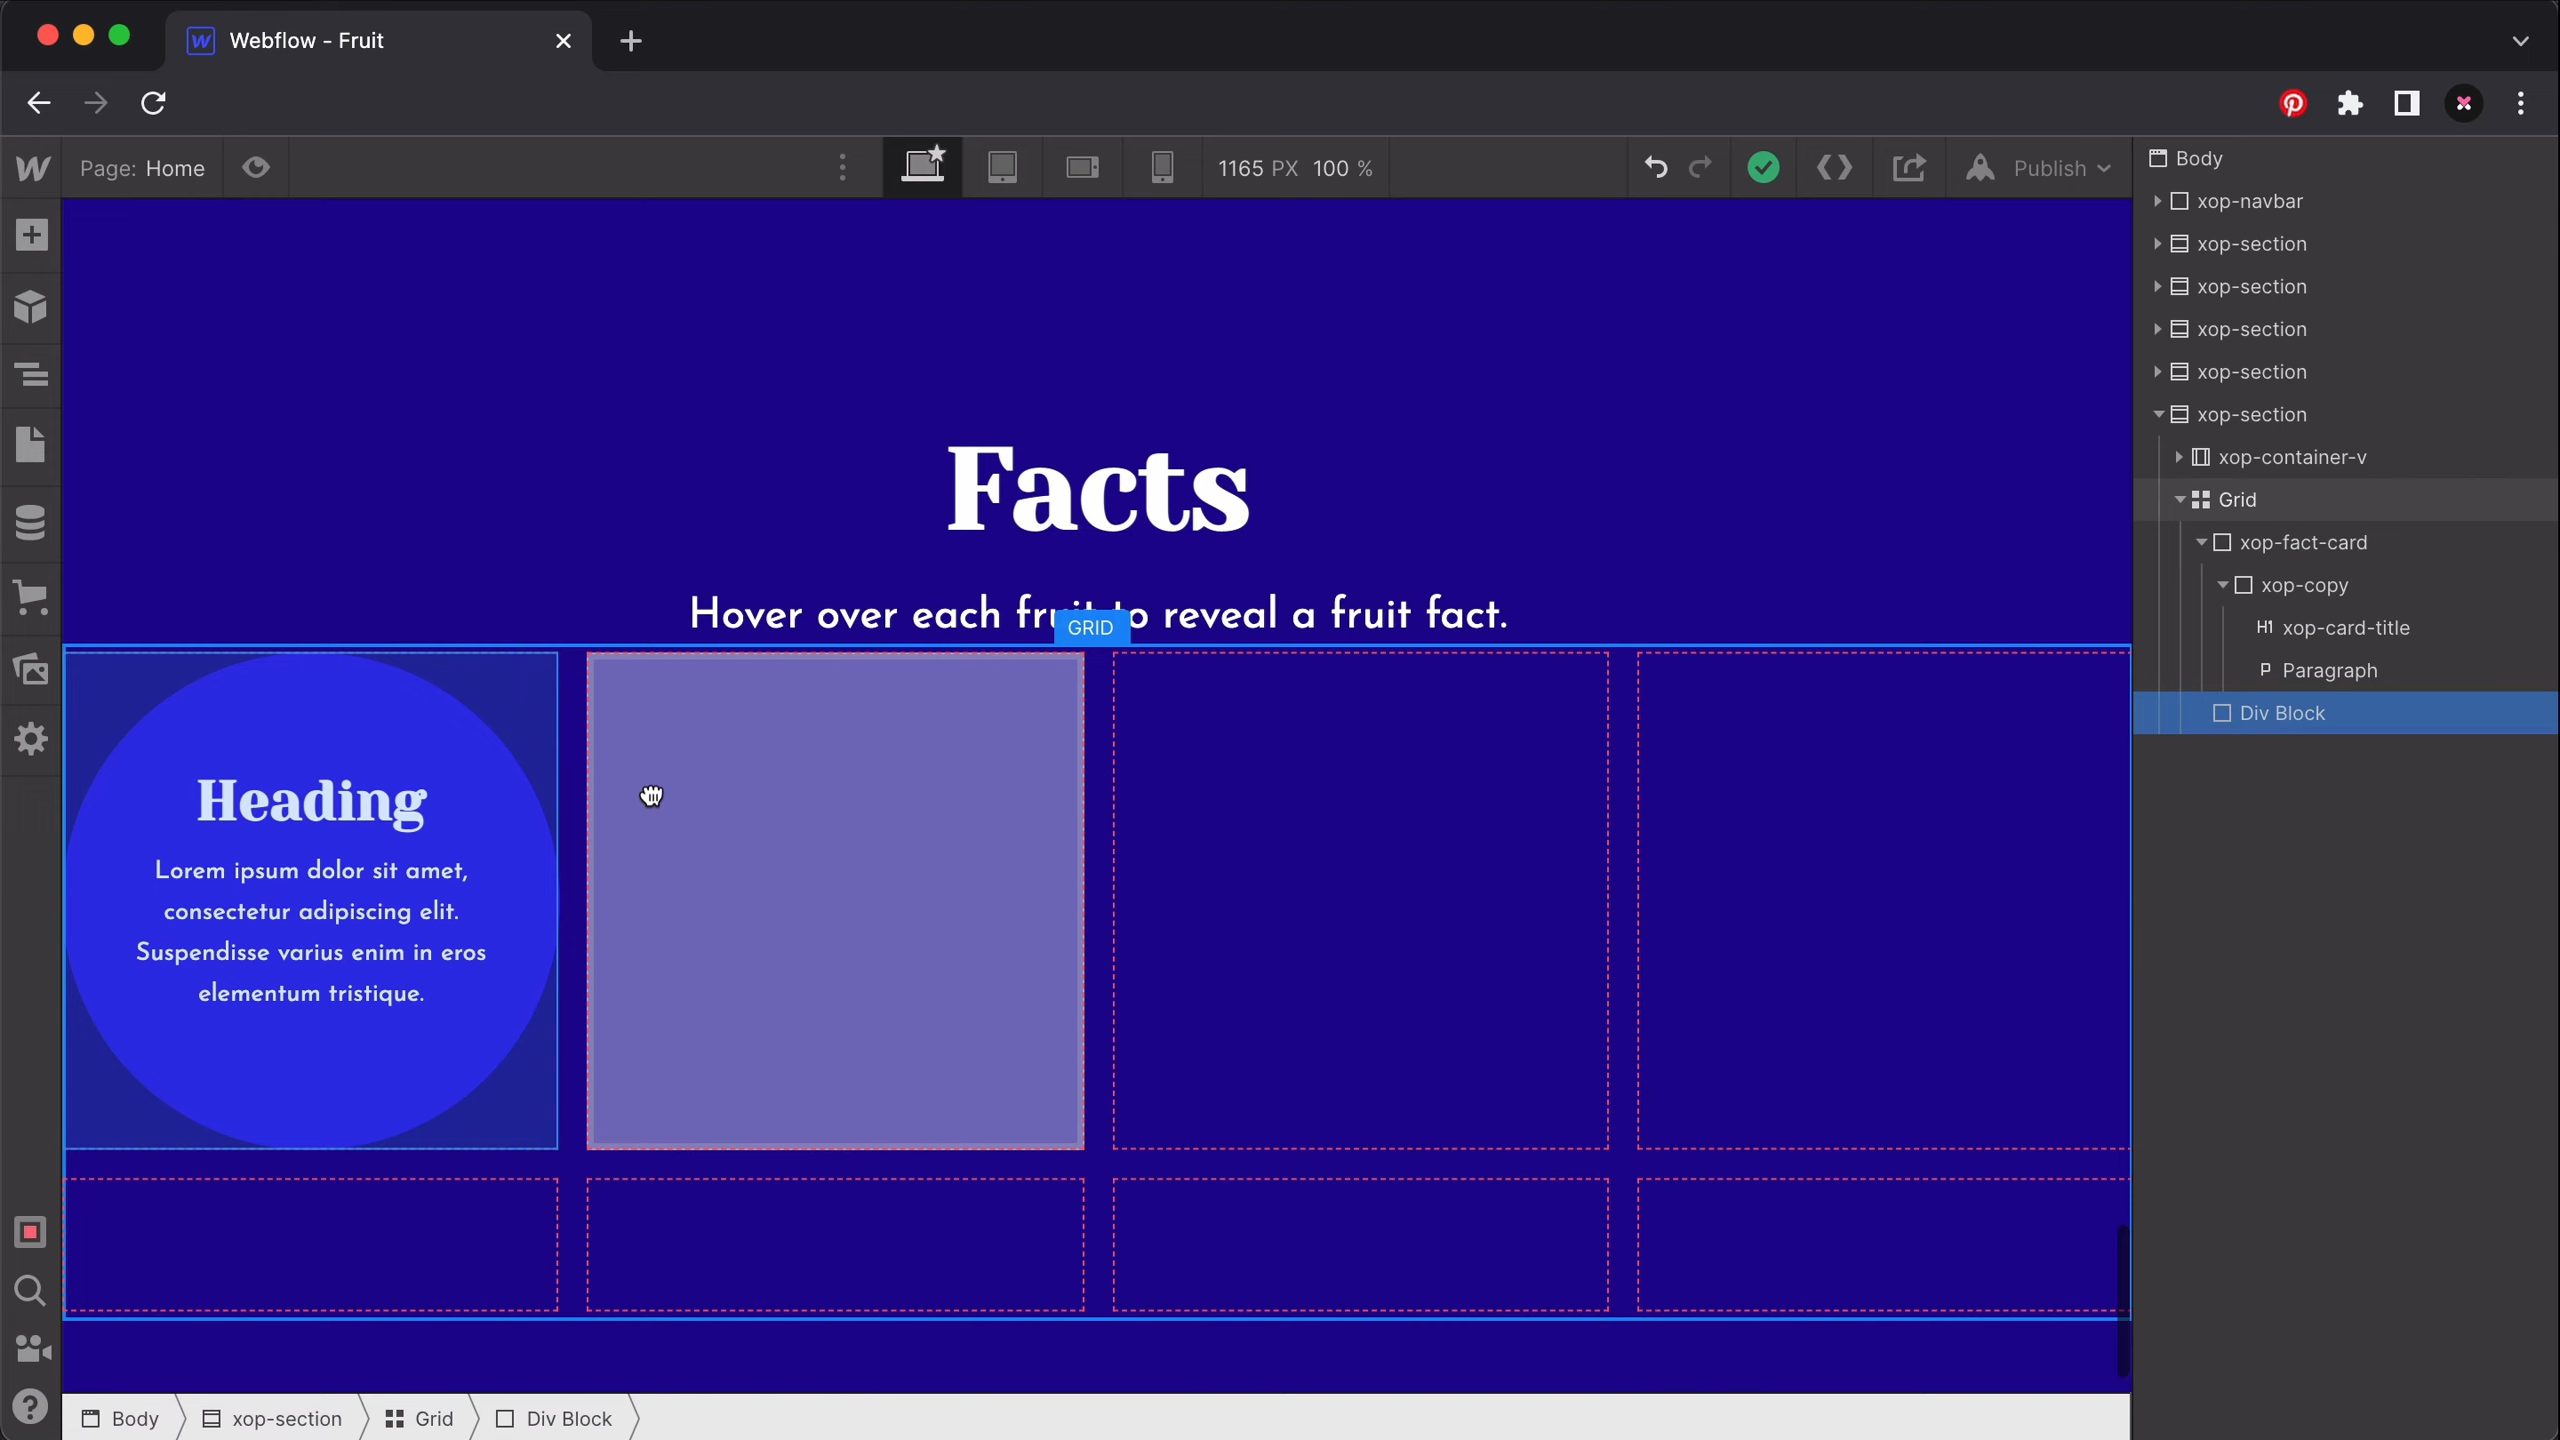 Webflow - Fruit
Page: Home
1165 PX 100 %
Publish
Body
xop-navbar
xop-section
xop-section
xop-section
xop-section
xop-section
xop-container-v
Grid
xop-fact-card
xop-copy
H1 xop-card-title
P Paragraph
Div Block
Facts
Hover over each fruit to reveal a fruit fact.
GRID
Heading
Lorem ipsum dolor sit amet,
consectetur adipiscing elit.
Suspendisse varius enim in eros
elementum tristique.
Body
xop-section
Grid
Div Block